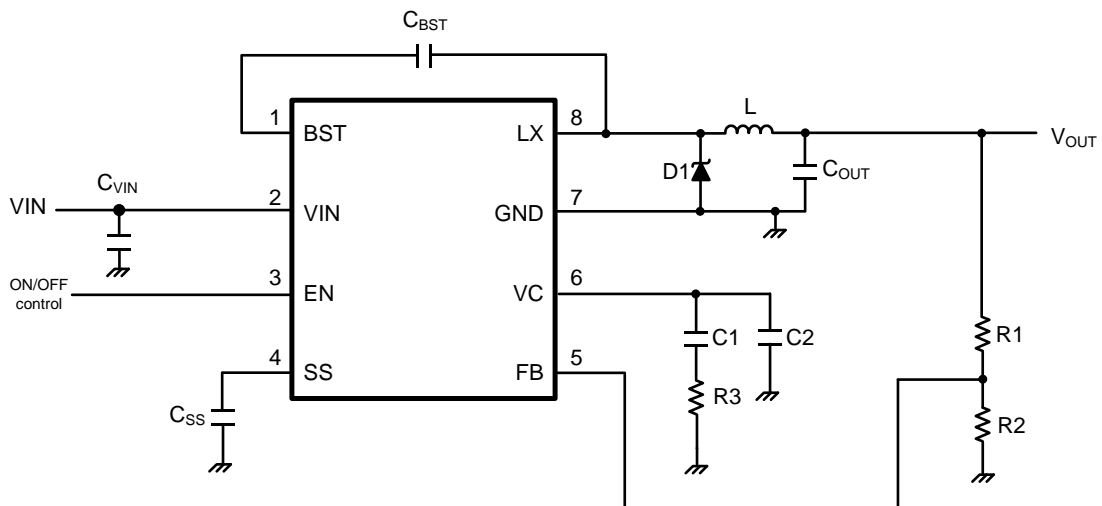 CBST
1
BST
LX
8
L
VOUT
D1
COUT
CVIN
VIN
2
VIN
GND
7
ON/OFF
control
3
EN
VC
6
C1
C2
R1
4
SS
FB
5
R3
CSS
R2